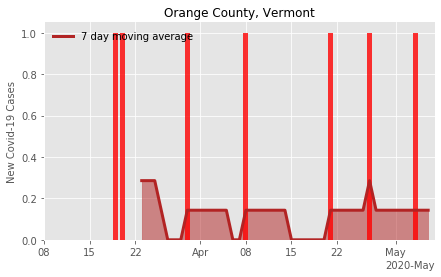 Orange County, Vermont
7 day moving average
New Covid-19 Cases
1.0
0.8
0.6
0.4
0.2
0.0
08 15 22 Apr 08 15 22 May
2020-May